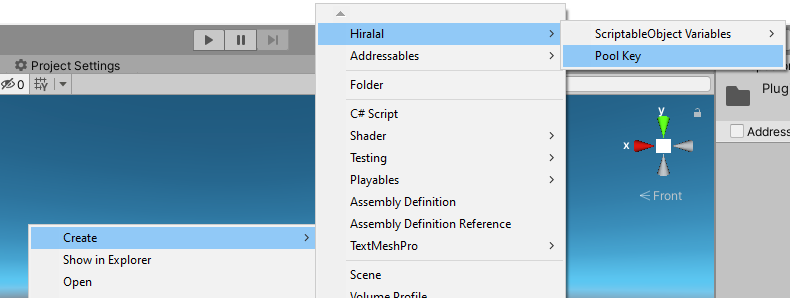 Project Settings
0
Create
Show in Explorer
Open
Hiralal
Addressables
Folder
C# Script
Shader
Testing
Playables
Assembly Definition
Assembly Definition Reference
TextMeshPro
Scene
Volume Profile
ScriptableObject Variables
Pool Key
y
x
Front
Plug
Address